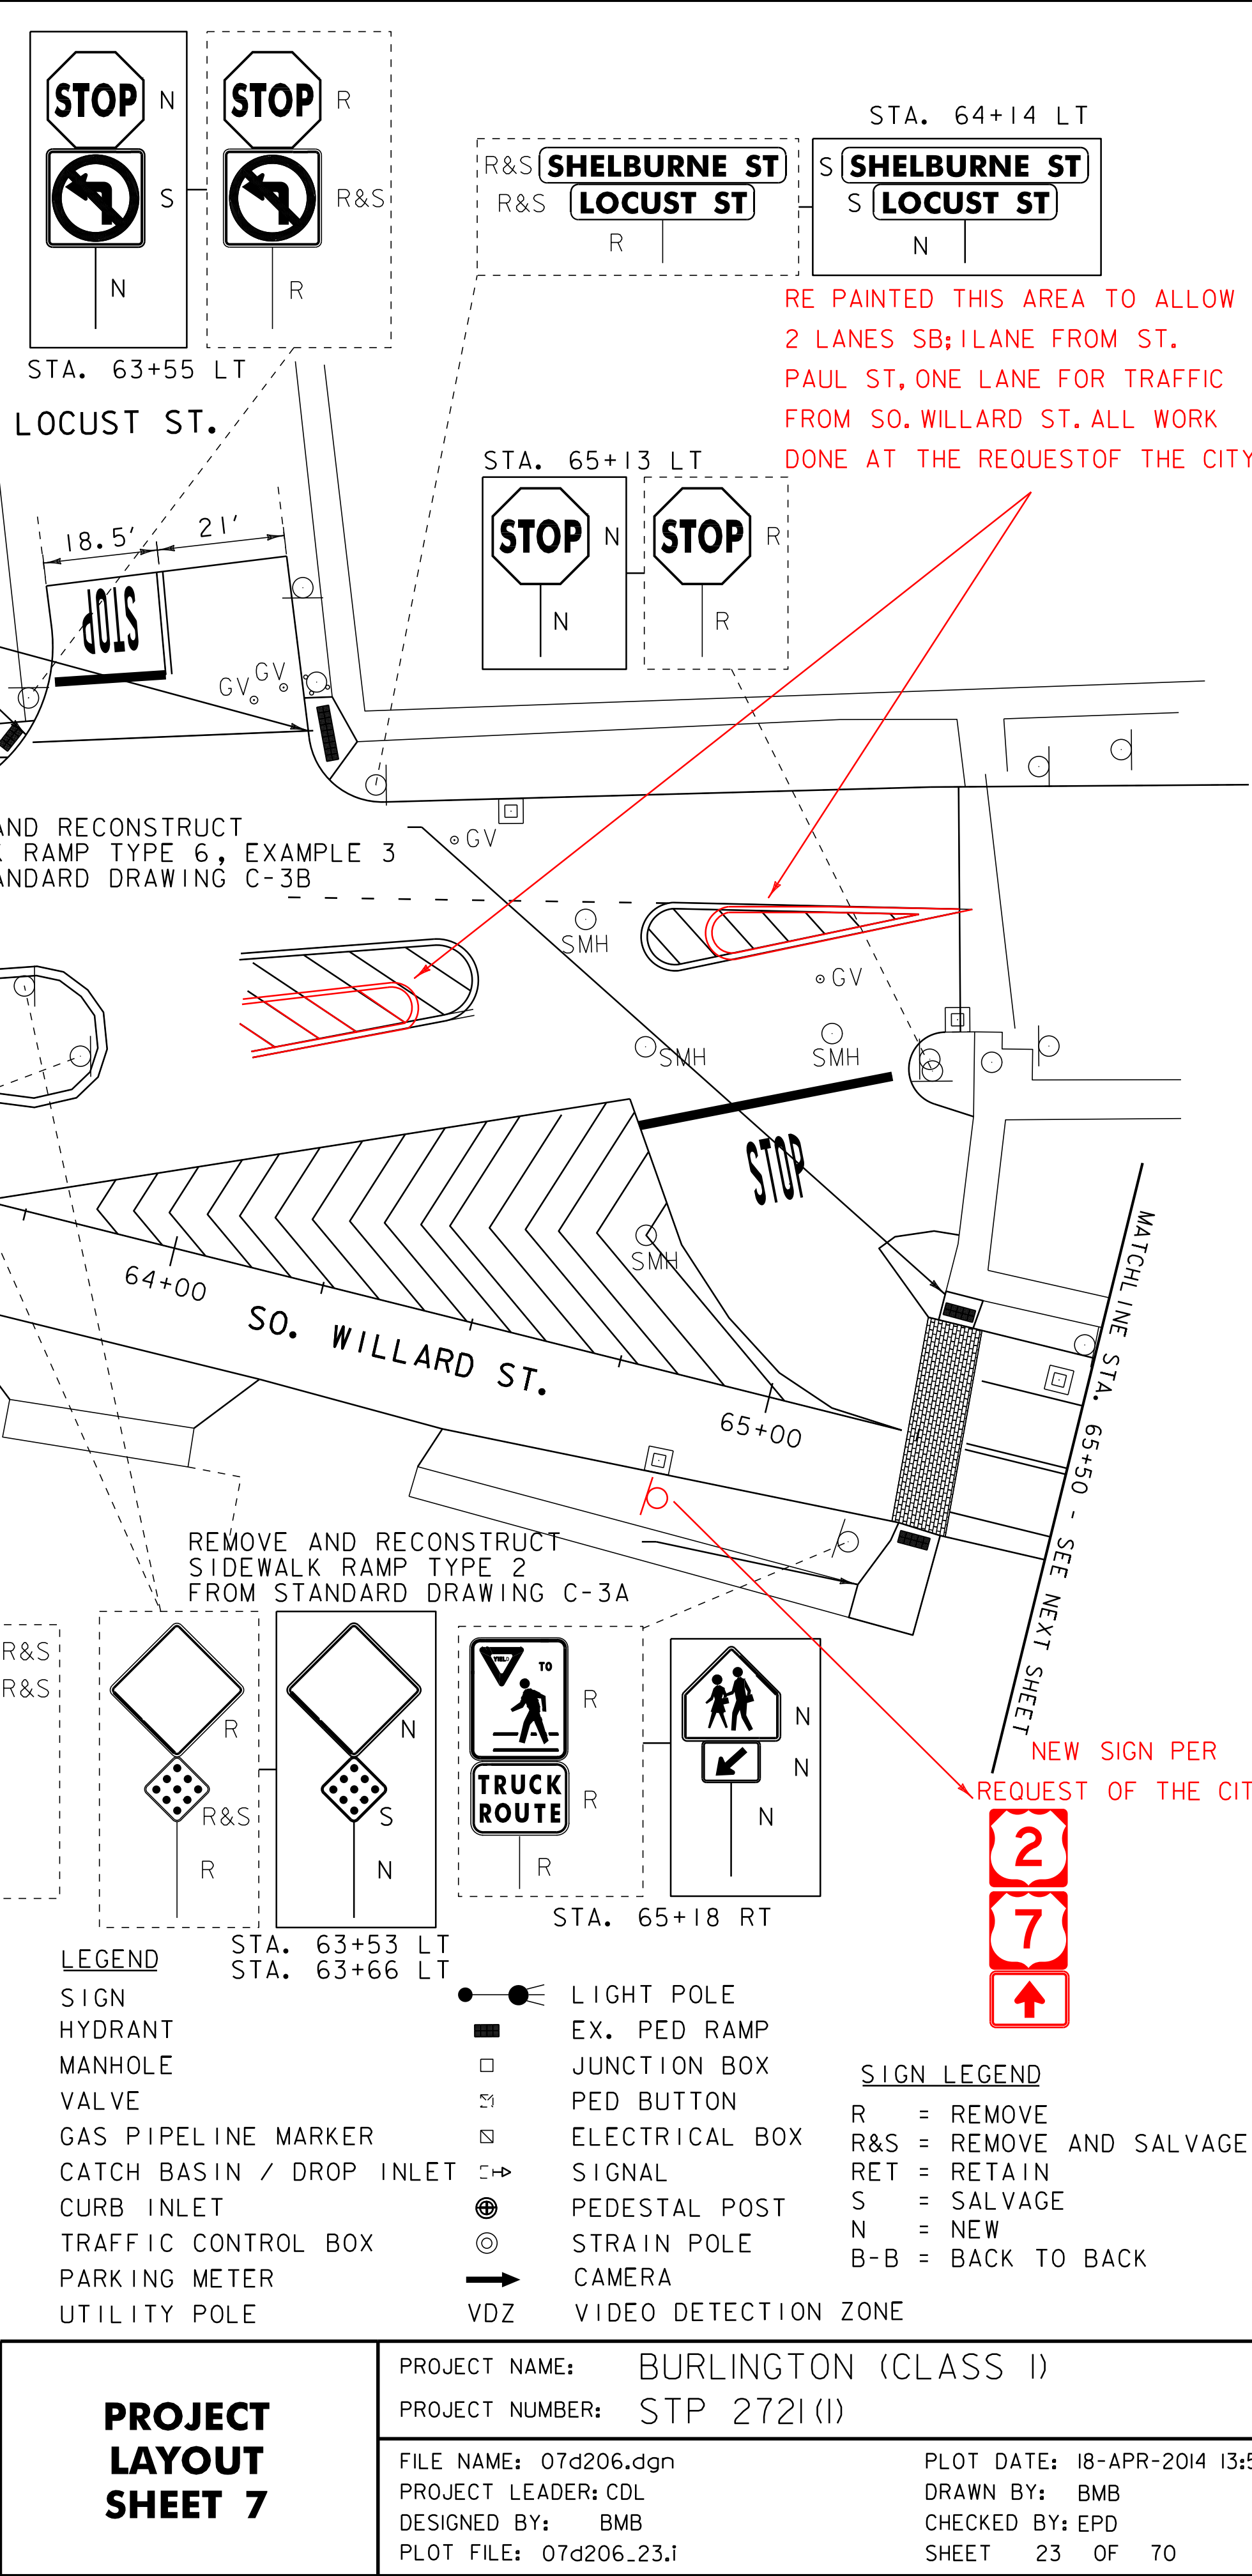 STOP N
S
N
STOP R
R&S
R
STA. 63+55 LT
LOCUST ST.
STA. 64+14 LT
R&S SHELBURNE ST
R&S LOCUST ST
R
S SHELBURNE ST
S LOCUST ST
N
RE PAINTED THIS AREA TO ALLOW
2 LANES SB; 1LANE FROM ST.
PAUL ST, ONE LANE FOR TRAFFIC
FROM SO. WILLARD ST. ALL WORK
DONE AT THE REQUESTOF THE CITY
STA. 65+13 LT
STOP N
N
STOP R
R
18.5'
21'
STOP
GV
GV
AND RECONSTRUCT
RAMP TYPE 6, EXAMPLE 3
ANDARD DRAWING C-3B
GV
SMH
GV
SMH
SMH
STOP
SMH
64+00
SO. WILLARD ST.
65+00
MATCHLINE STA. 65+50 - SEE NEXT SHEET
REMOVE AND RECONSTRUCT
SIDEWALK RAMP TYPE 2
FROM STANDARD DRAWING C-3A
R&S
R&S
R
R&S
R
N
S
N
YIELD
TO
R
TRUCK
ROUTE
R
R
N
N
N
STA. 65+18 RT
STA. 63+53 LT
STA. 63+66 LT
NEW SIGN PER
REQUEST OF THE CIT
2
7
LEGEND
SIGN
HYDRANT
MANHOLE
VALVE
GAS PIPELINE MARKER
CATCH BASIN / DROP INLET
CURB INLET
TRAFFIC CONTROL BOX
PARKING METER
UTILITY POLE
LIGHT POLE
EX. PED RAMP
JUNCTION BOX
PED BUTTON
ELECTRICAL BOX
SIGNAL
PEDESTAL POST
STRAIN POLE
CAMERA
VDZ VIDEO DETECTION ZONE
SIGN LEGEND
R = REMOVE
R&S = REMOVE AND SALVAGE
RET = RETAIN
S = SALVAGE
N = NEW
B-B = BACK TO BACK
PROJECT
LAYOUT
SHEET 7
PROJECT NAME: BURLINGTON (CLASS 1)
PROJECT NUMBER: STP 2721(1)
FILE NAME: 07d206.dgn
PROJECT LEADER: CDL
DESIGNED BY: BMB
PLOT FILE: 07d206_23.i
PLOT DATE: 18-APR-2014 13:5
DRAWN BY: BMB
CHECKED BY: EPD
SHEET 23 OF 70